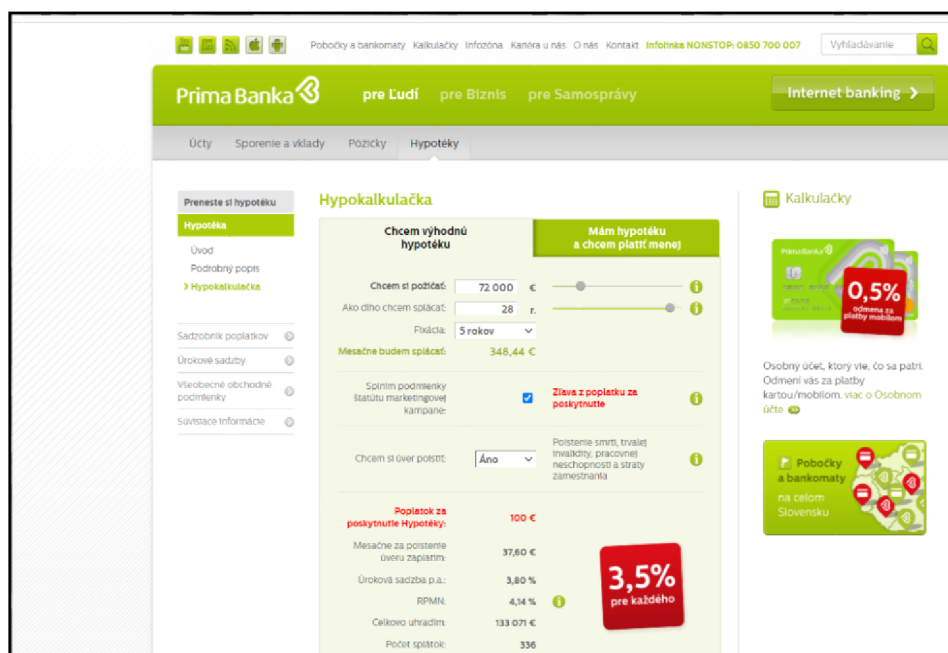 Pobočky a bankomaty Kalkulačky Infozóna Kariéra u nás O nás Kontakt Infolinka NONSTOP: 0850 700 007 Vyhľadávanie
Prima Banka pre Ľudí pre Biznis pre Samosprávy Internet banking
Účty Sporenie a vklady Pôžičky Hypotéky
Preneste si hypotéku
Hypotéka
Úvod
Podrobný popis
Hypokalkulačka
Sadzobník poplatkov
Úrokové sadzby
Všeobecné obchodné
podmienky
Súvisiace informácie
Hypokalkulačka
Chcem výhodnú
hypotéku
Mám hypotéku
a chcem platiť menej
Chcem si požičať: 72 000 €
Ako dlho chcem splácať: 28 r.
Fixácia: 5 rokov
Mesačne budem splácať: 348,44 €
Splním podmienky
štatútu marketingovej
kampane:
Zľava z poplatku za
poskytnutie
Chcem si úver poistiť: Áno
Poistenie smrti, trvalej
invalidity, pracovnej
neschopnosti a straty
zamestnania
Poplatok za
poskytnutie Hypotéky: 100 €
Mesačne za poistenie
úveru zaplatím: 37,60 €
Úroková sadzba p.a.: 3,80 %
RPMN: 4,14 %
Celkovo uhradím: 133 071 €
Počet splátok: 336
3,5%
pre každého
Kalkulačky
Prima Banka
0,5%
odmena za
platby mobilom
Osobný účet, ktorý vie, čo sa patrí.
Odmení vás za platby
kartou/mobilom. viac o Osobnom
účte
Pobočky
a bankomaty
na celom
Slovensku